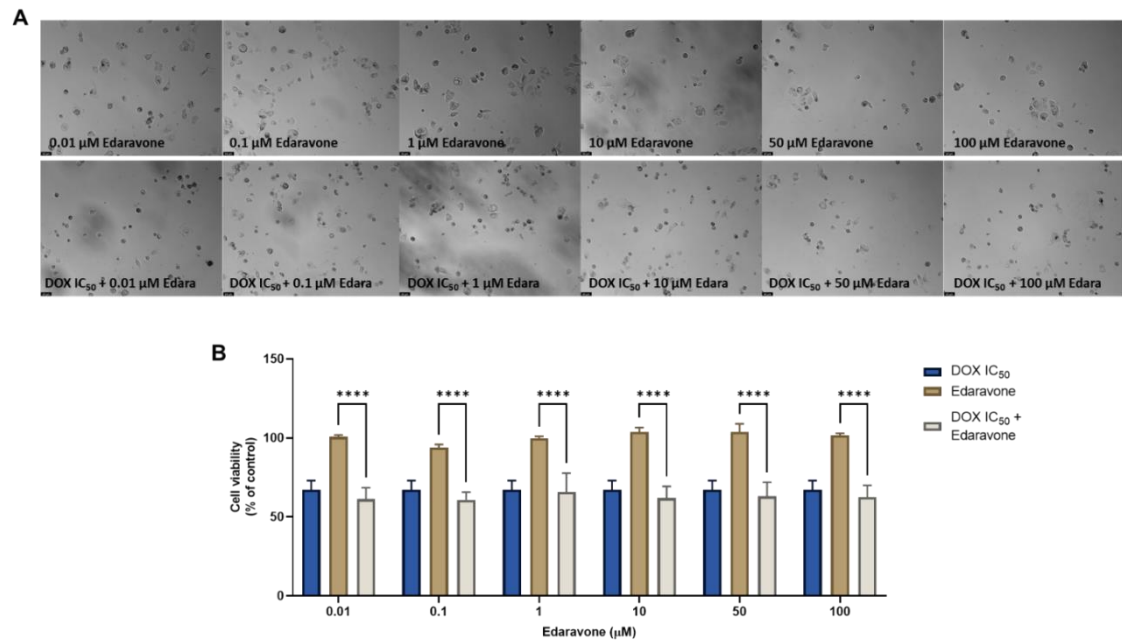 A
0.01 µM Edaravone
0.1 µM Edaravone
1 µM Edaravone
10 µM Edaravone
50 µM Edaravone
100 µM Edaravone
DOX IC50 + 0.01 µM Edara
DOX IC50 + 0.1 µM Edara
DOX IC50 + 1 µM Edara
DOX IC50 + 10 µM Edara
DOX IC50 + 50 µM Edara
DOX IC50 + 100 µM Edara
B
Cell viability
(% of control)
150
100
50
0
****
****
****
****
****
****
0.01
0.1
1
10
50
100
Edaravone (µM)
DOX IC50
Edaravone
DOX IC50 +
Edaravone